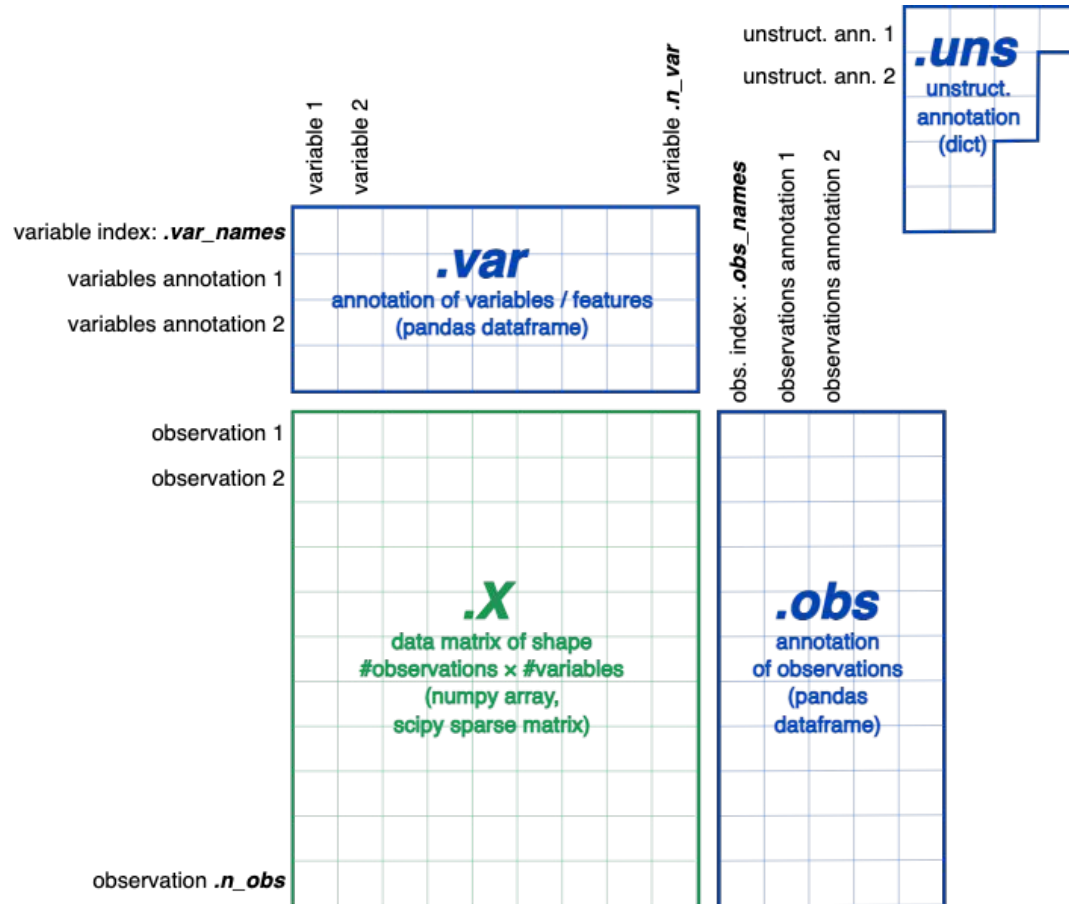 unstruct. ann. 1
unstruct. ann. 2
.uns
unstruct.
annotation
(dict)
variable 1
variable 2
variable .n_var
variable index: .var_names
variables annotation 1
variables annotation 2
.var
annotation of variables / features
(pandas dataframe)
obs. index: .obs_names
observations annotation 1
observations annotation 2
observation 1
observation 2
observation .n_obs
.X
data matrix of shape
#observations × #variables
(numpy array,
scipy sparse matrix)
.obs
annotation
of observations
(pandas
dataframe)